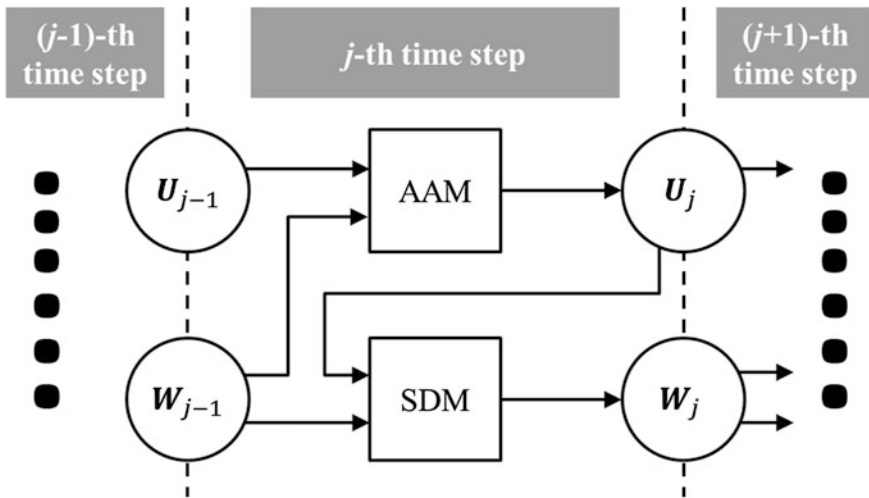 (j-1)-th
time step
j-th time step
(j+1)-th
time step
U_{j−1}
AAM
U_j
W_{j−1}
SDM
W_j